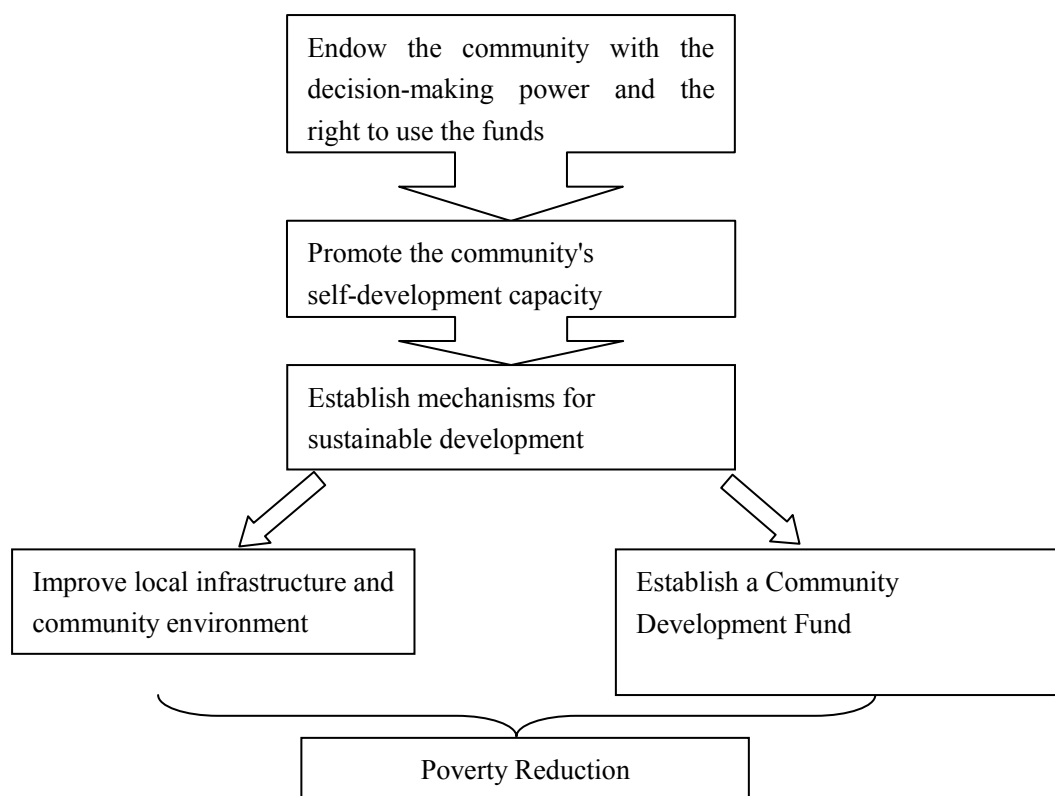 Endow the community with the
decision-making power and the
right to use the funds
Promote the community's
self-development capacity
Establish mechanisms for
sustainable development
Improve local infrastructure and
community environment
Establish a Community
Development Fund
Poverty Reduction